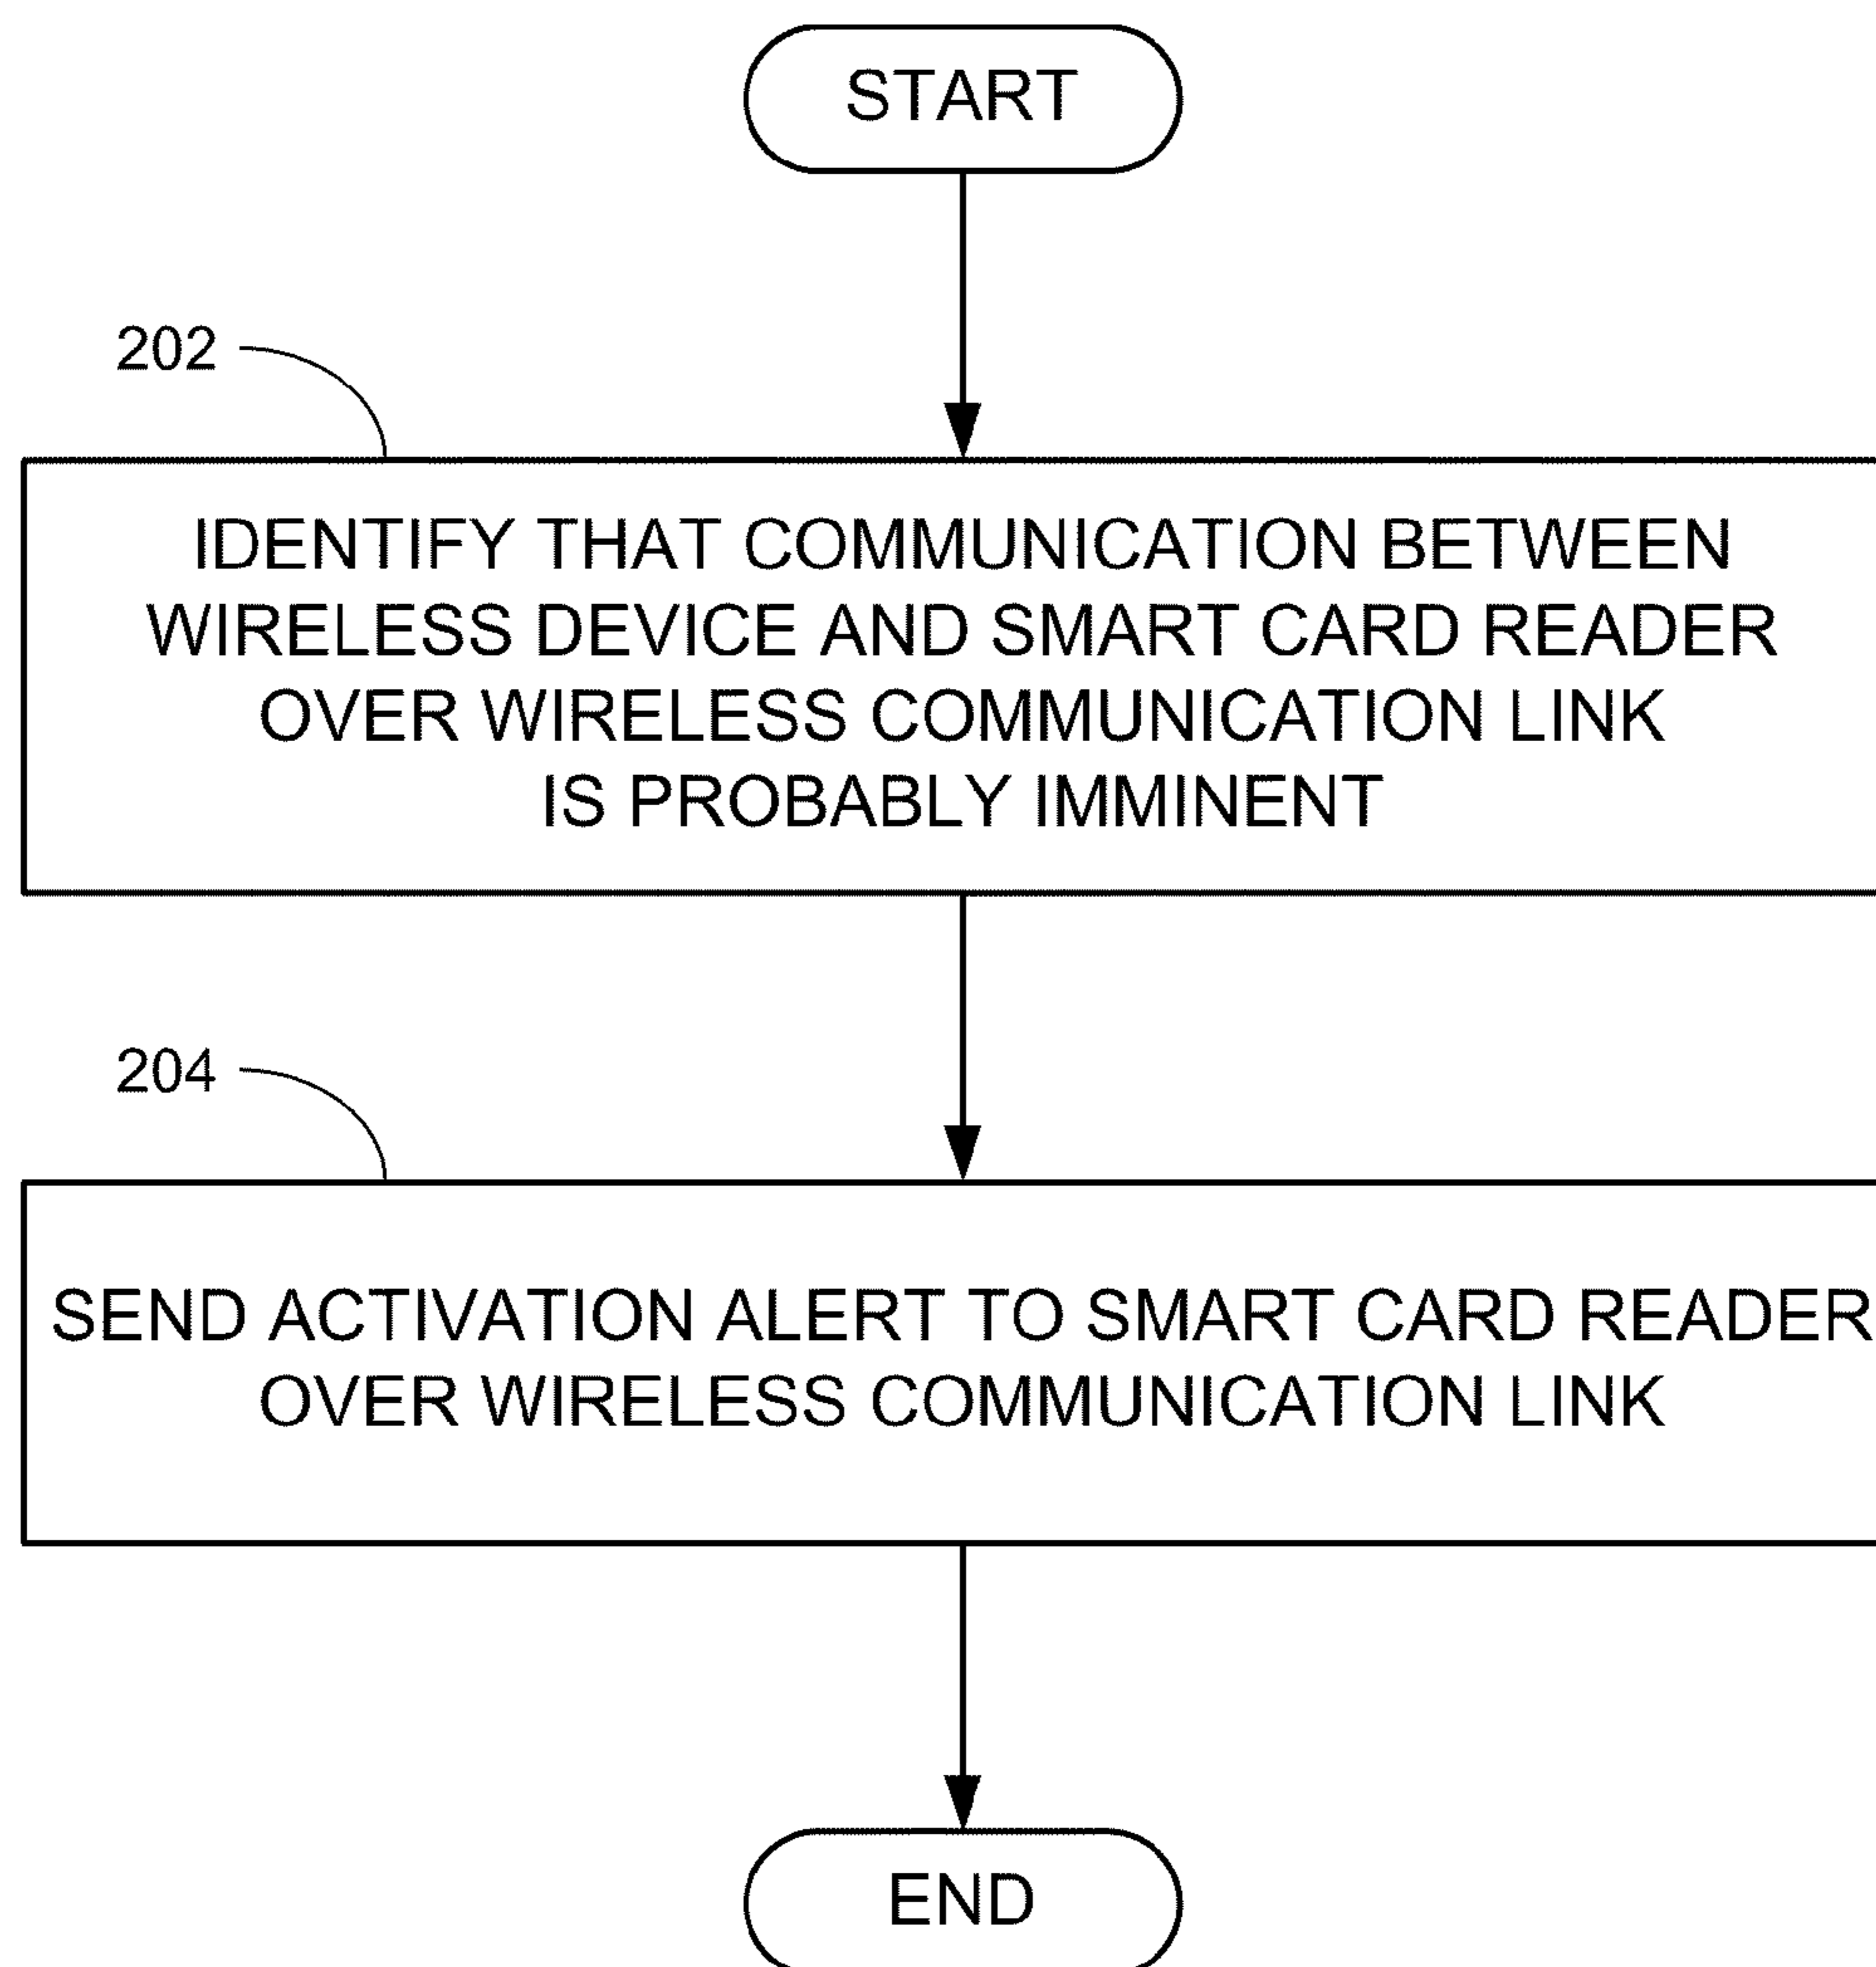 START
202
IDENTIFY THAT COMMUNICATION BETWEEN
WIRELESS DEVICE AND SMART CARD READER
OVER WIRELESS COMMUNICATION LINK
IS PROBABLY IMMINENT
204
SEND ACTIVATION ALERT TO SMART CARD READER
OVER WIRELESS COMMUNICATION LINK
END